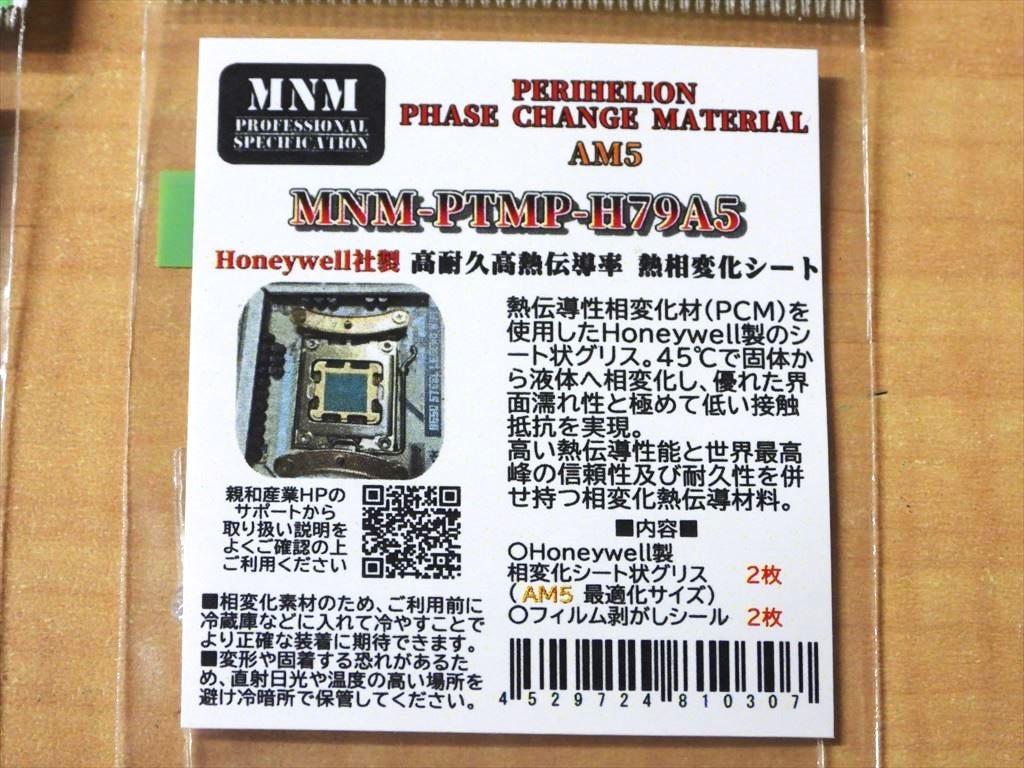 MNM
PROFESSIONAL
SPECIFICATION
PERIHELION
PHASE CHANGE MATERIAL
AM5
MNM-PTMP-H79A5
Honeywell社製 高耐久高熱伝導率 熱相変化シート
熱伝導性相変化材(PCM)を
使用したHoneywell製のシ
ート状グリス。45℃で固体か
ら液体へ相変化し、優れた界
面濡れ性と極めて低い接触
抵抗を実現。
高い熱伝導性能と世界最高
峰の信頼性及び耐久性を併
せ持つ相変化熱伝導材料。
親和産業HPの
サポートから
取り扱い説明を
よくご確認の上
ご利用ください
■内容■
〇Honeywell製
相変化シート状グリス 2枚
(AM5 最適化サイズ)
〇フィルム剥がしシール 2枚
■相変化素材のため、ご利用前に
冷蔵庫などに入れて冷やすことで
より正確な装着に期待できます。
■変形や固着する恐れがあるた
め、直射日光や温度の高い場所を
避け冷暗所で保管してください。
4529724810307